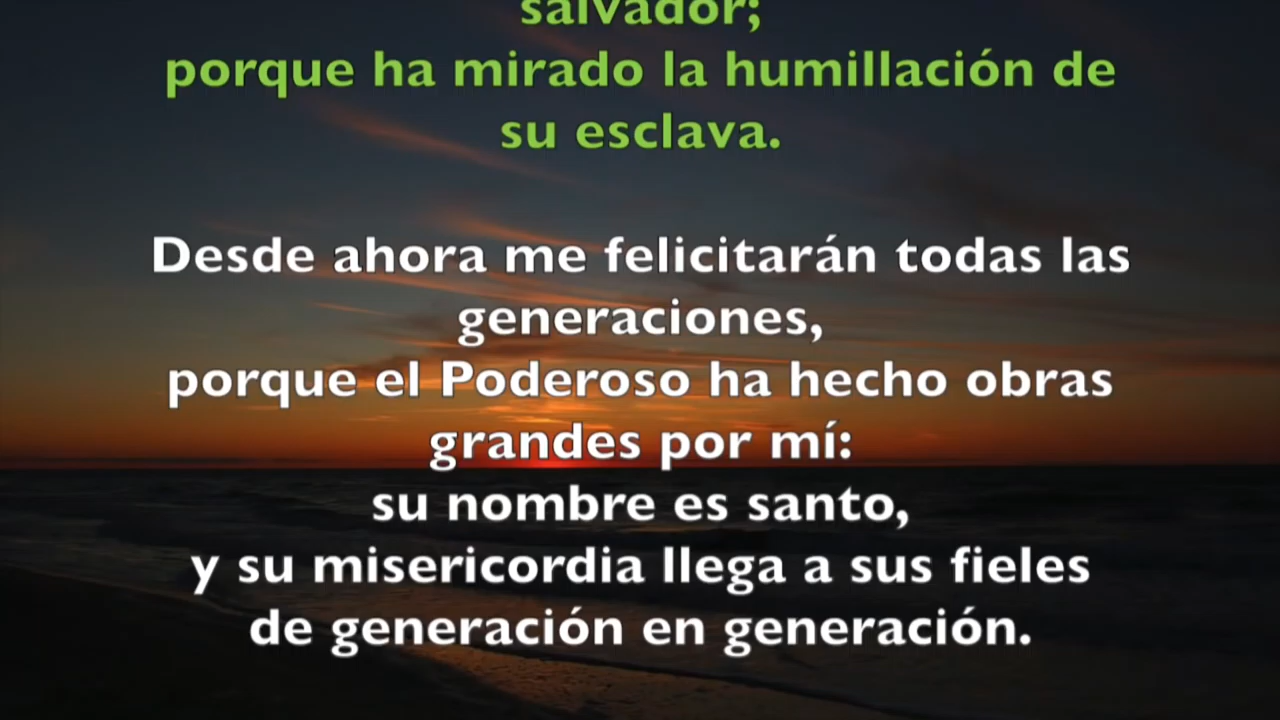 salvador;
porque ha mirado la humillación de
su esclava.
Desde ahora me felicitarán todas las
generaciones,
porque el Poderoso ha hecho obras
grandes por mí:
su nombre es santo,
y su misericordia llega a sus fieles
de generación en generación.